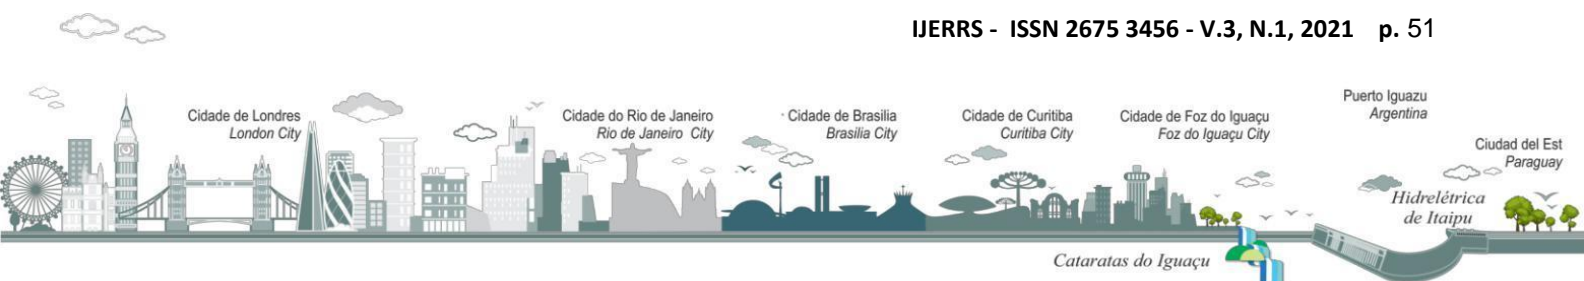 IJERRS - ISSN 2675 3456 - V.3, N.1, 2021 p. 51
Cidade de Londres
London City
Cidade do Rio de Janeiro
Rio de Janeiro City
Cidade de Brasilia
Brasilia City
Cidade de Curitiba
Curitiba City
Cidade de Foz do Iguaçu
Foz do Iguaçu City
Puerto Iguazu
Argentina
Ciudad del Est
Paraguay
Hidrelétrica
de Itaipu
Cataratas do Iguaçu